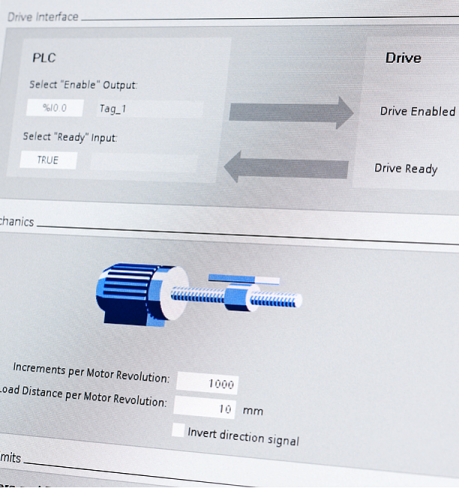 Drive Interface
PLC
Drive
Select "Enable" Output:
%I0.0 Tag_1
Drive Enabled
Select "Ready" Input:
TRUE
Drive Ready
chanics
Increments per Motor Revolution: 1000
Load Distance per Motor Revolution: 10 mm
Invert direction signal
mits